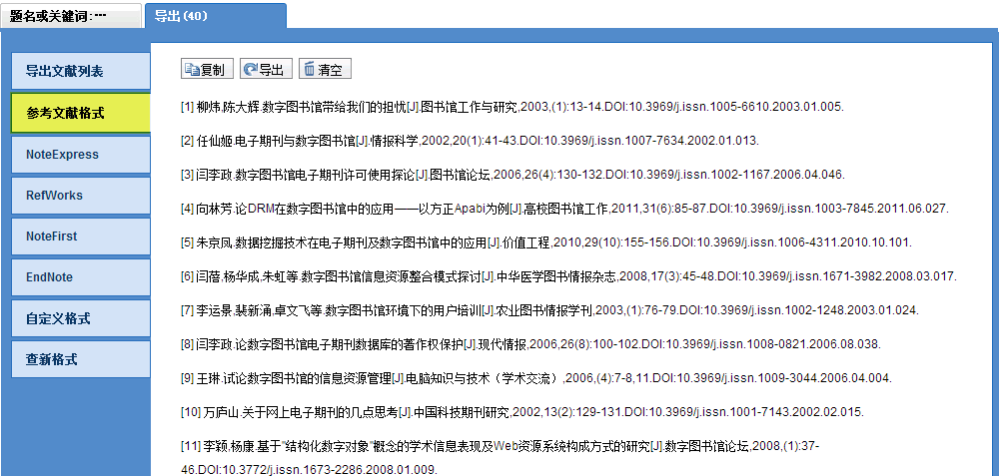 题名或关键词:…
导出(40)
导出文献列表
参考文献格式
NoteExpress
RefWorks
NoteFirst
EndNote
自定义格式
查新格式
复制 导出 清空
[1] 柳炜,陈大辉.数字图书馆带给我们的担忧[J].图书馆工作与研究,2003,(1):13-14.DOI:10.3969/j.issn.1005-6610.2003.01.005.
[2] 任仙姬.电子期刊与数字图书馆[J].情报科学,2002,20(1):41-43.DOI:10.3969/j.issn.1007-7634.2002.01.013.
[3] 闫李政.数字图书馆电子期刊许可使用探论[J].图书馆论坛,2006,26(4):130-132.DOI:10.3969/j.issn.1002-1167.2006.04.046.
[4] 向林芳.论DRM在数字图书馆中的应用——以方正Apabi为例[J].高校图书馆工作,2011,31(6):85-87.DOI:10.3969/j.issn.1003-7845.2011.06.027.
[5] 朱京凤.数据挖掘技术在电子期刊及数字图书馆中的应用[J].价值工程,2010,29(10):155-156.DOI:10.3969/j.issn.1006-4311.2010.10.101.
[6] 闫蓓,杨华成,朱虹等.数字图书馆信息资源整合模式探讨[J].中华医学图书情报杂志,2008,17(3):45-48.DOI:10.3969/j.issn.1671-3982.2008.03.017.
[7] 李运景,裴新涌,卓文飞等.数字图书馆环境下的用户培训[J].农业图书情报学刊,2003,(1):76-79.DOI:10.3969/j.issn.1002-1248.2003.01.024.
[8] 闫李政.论数字图书馆电子期刊数据库的著作权保护[J].现代情报,2006,26(8):100-102.DOI:10.3969/j.issn.1008-0821.2006.08.038.
[9] 王琳.试论数字图书馆的信息资源管理[J].电脑知识与技术（学术交流）,2006,(4):7-8,11.DOI:10.3969/j.issn.1009-3044.2006.04.004.
[10] 万庐山.关于网上电子期刊的几点思考[J].中国科技期刊研究,2002,13(2):129-131.DOI:10.3969/j.issn.1001-7143.2002.02.015.
[11] 李颖,杨康.基于"结构化数字对象"概念的学术信息表现及Web资源系统构成方式的研究[J].数字图书馆论坛,2008,(1):37-
46.DOI:10.3772/j.issn.1673-2286.2008.01.009.